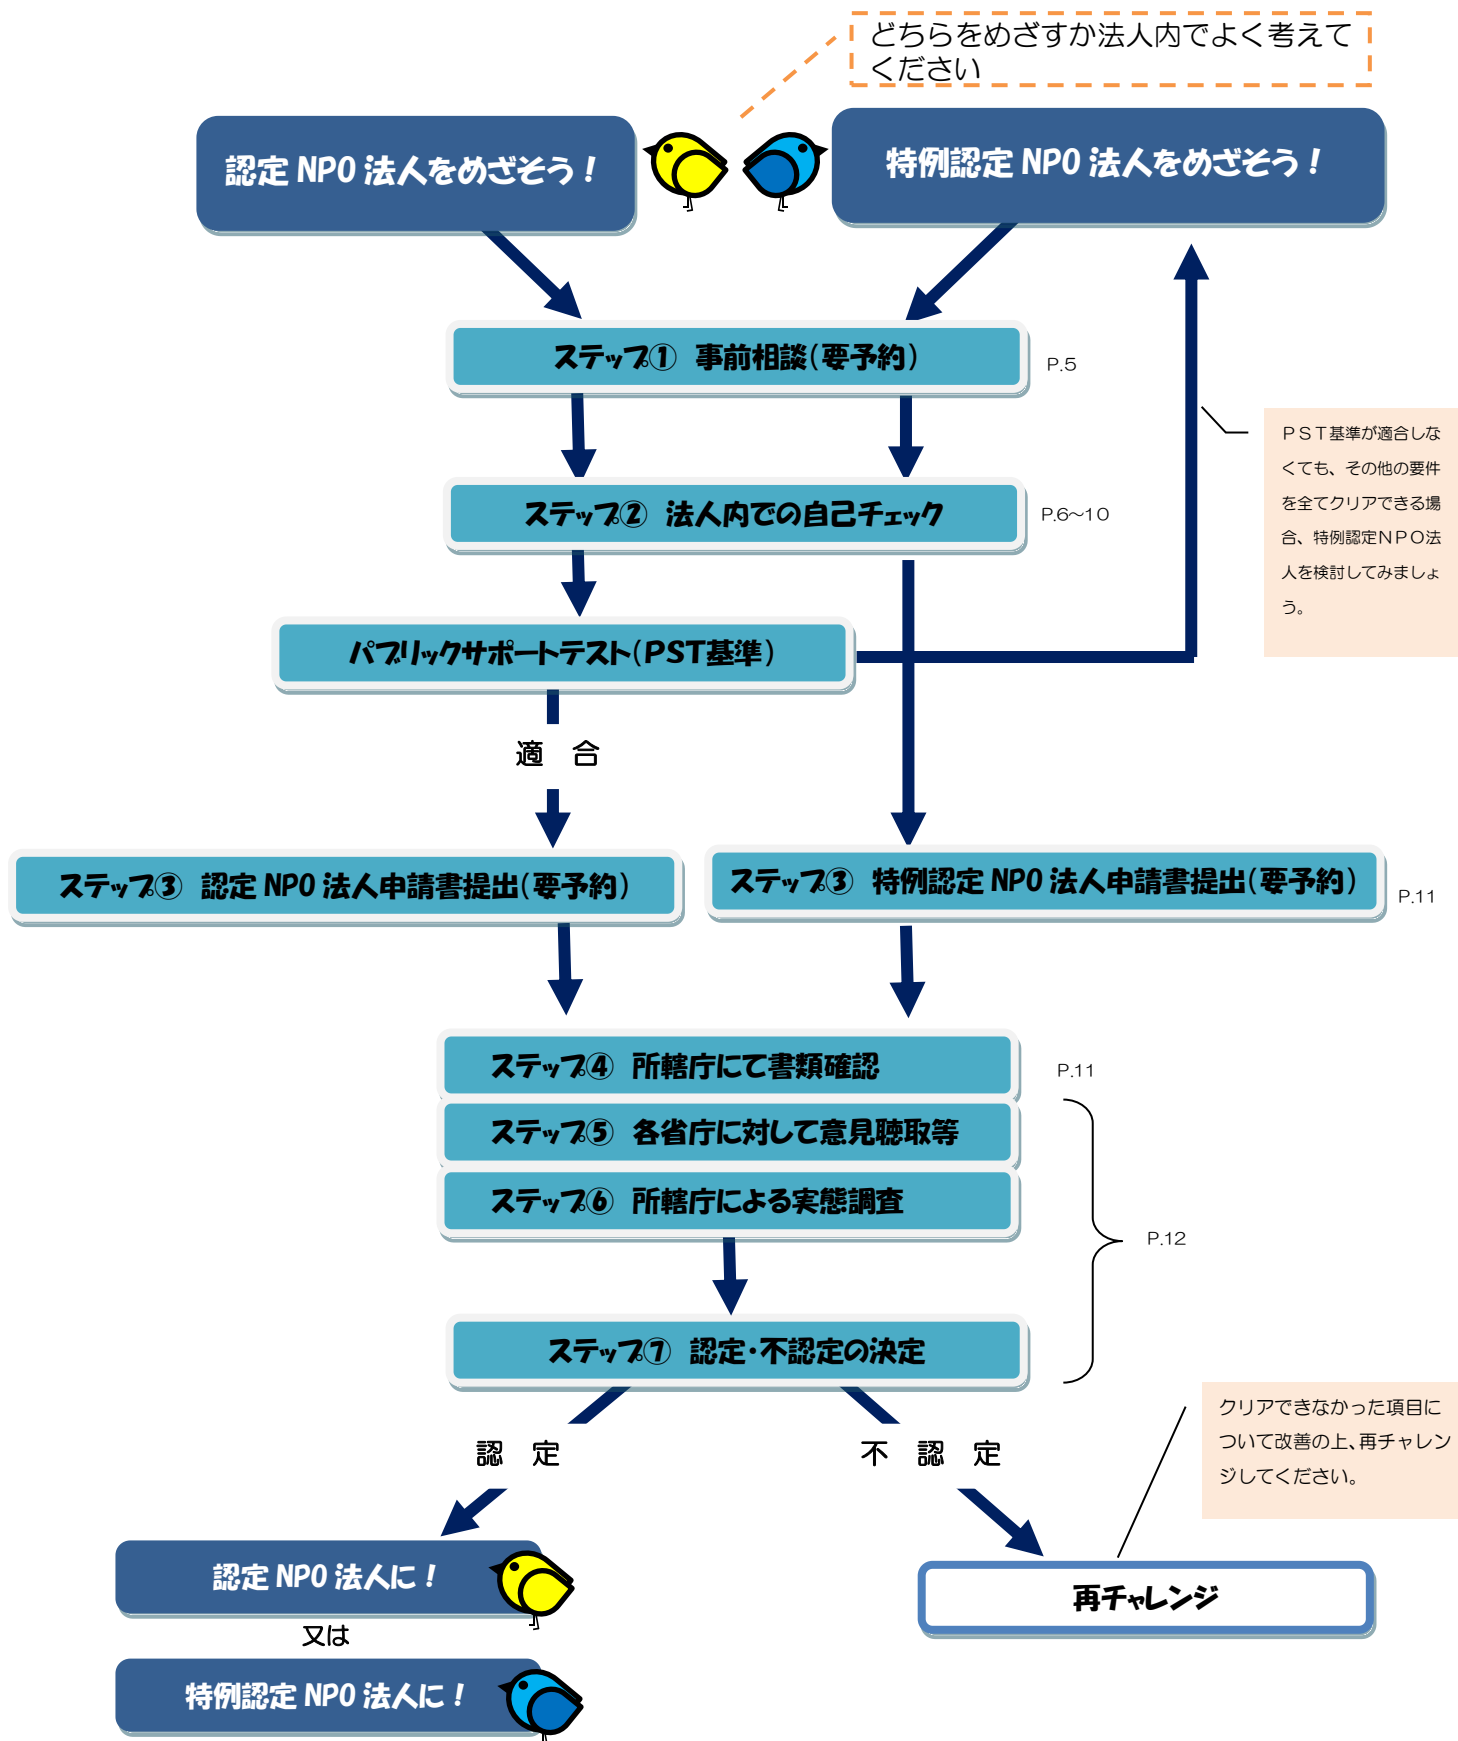 どちらをめざすか法人内でよく考えて
ください
認定 NPO 法人をめざそう！
特例認定 NPO 法人をめざそう！
ステップ① 事前相談(要予約)
P.5
ステップ② 法人内での自己チェック
P.6～10
ＰＳＴ基準が適合しな
くても、その他の要件
を全てクリアできる場
合、特例認定ＮＰＯ法
人を検討してみましょ
う。
パブリックサポートテスト(PST基準)
適 合
ステップ③ 認定 NPO 法人申請書提出(要予約)
ステップ③ 特例認定 NPO 法人申請書提出(要予約)
P.11
ステップ④ 所轄庁にて書類確認
P.11
ステップ⑤ 各省庁に対して意見聴取等
ステップ⑥ 所轄庁による実態調査
P.12
ステップ⑦ 認定・不認定の決定
認 定
不 認 定
クリアできなかった項目に
ついて改善の上、再チャレン
ジしてください。
認定 NPO 法人に！
又は
特例認定 NPO 法人に！
再チャレンジ